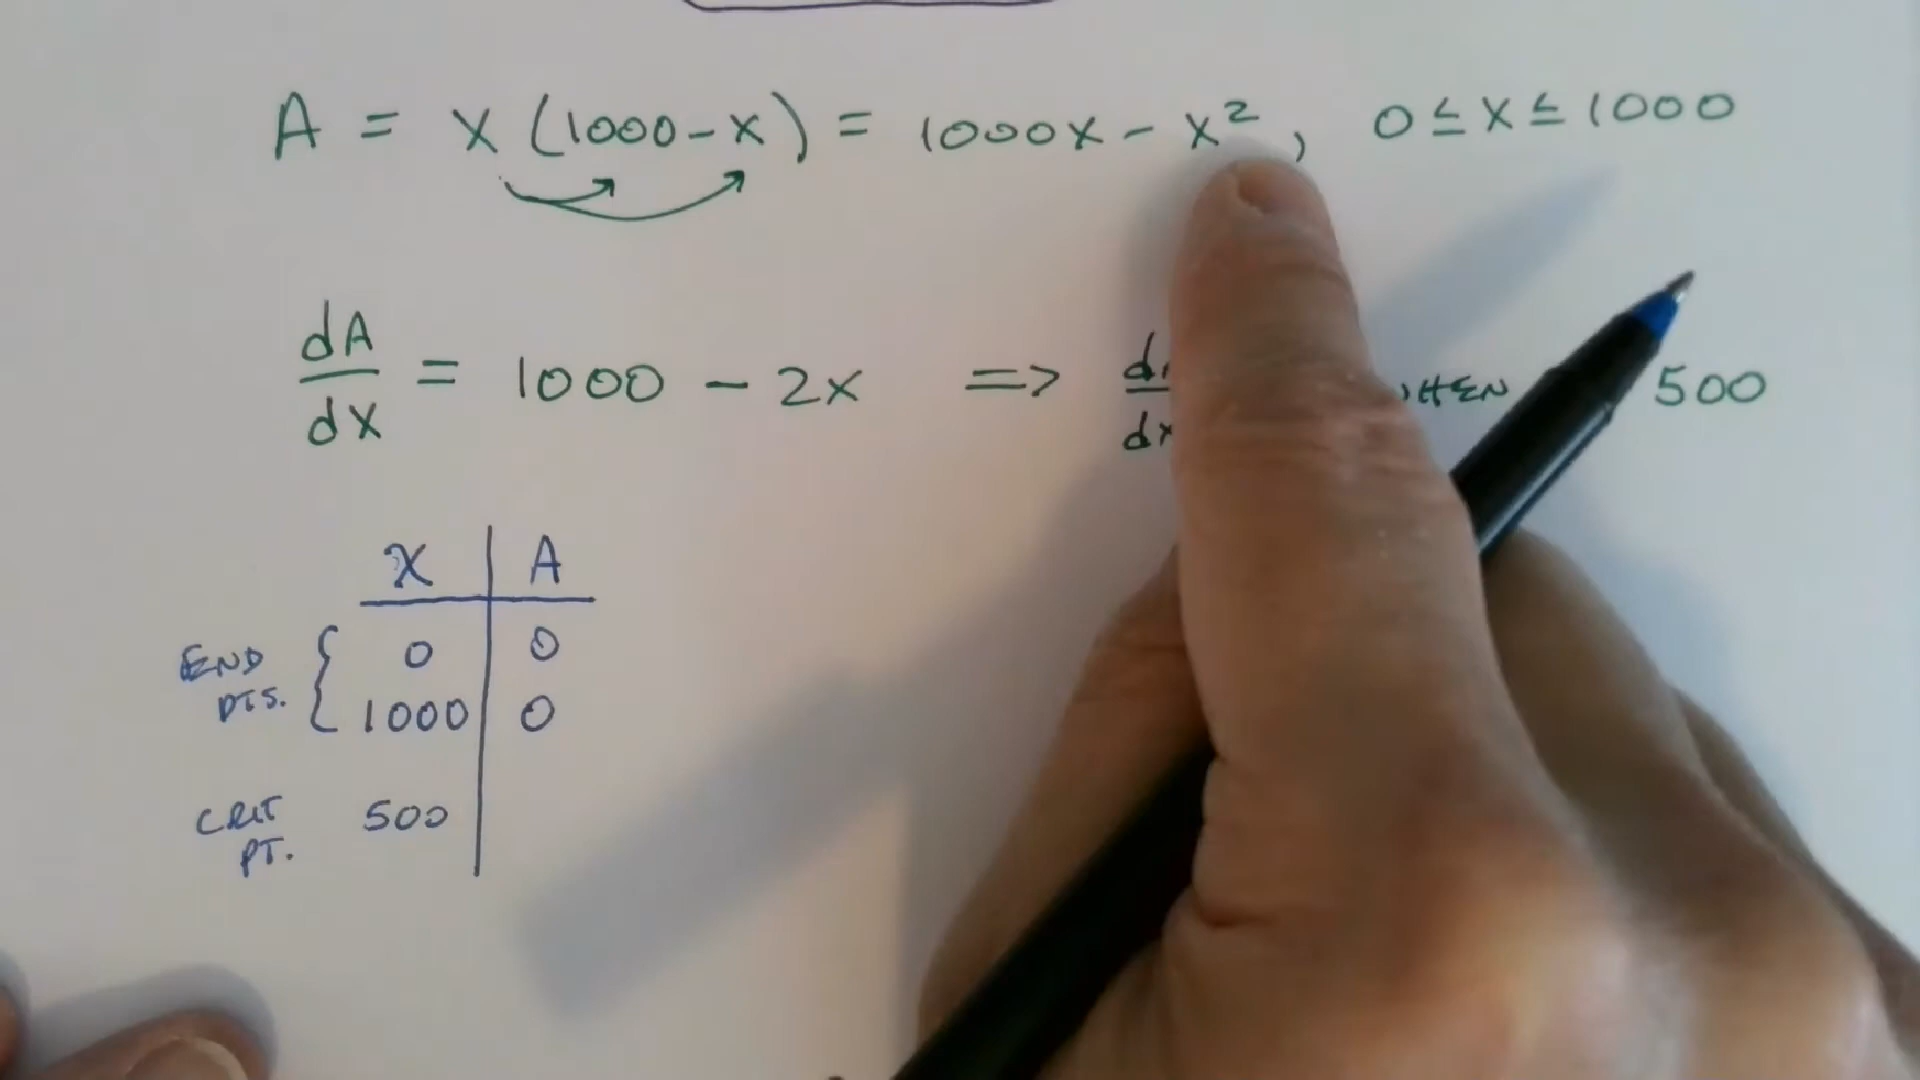 A = x(1000-x) = 1000x - x², 0 ≤ x ≤ 1000
dA/dx = 1000 - 2x => d 500
x | A
END PTS. { 0 | 0
1000 | 0
CRIT PT. 500 |